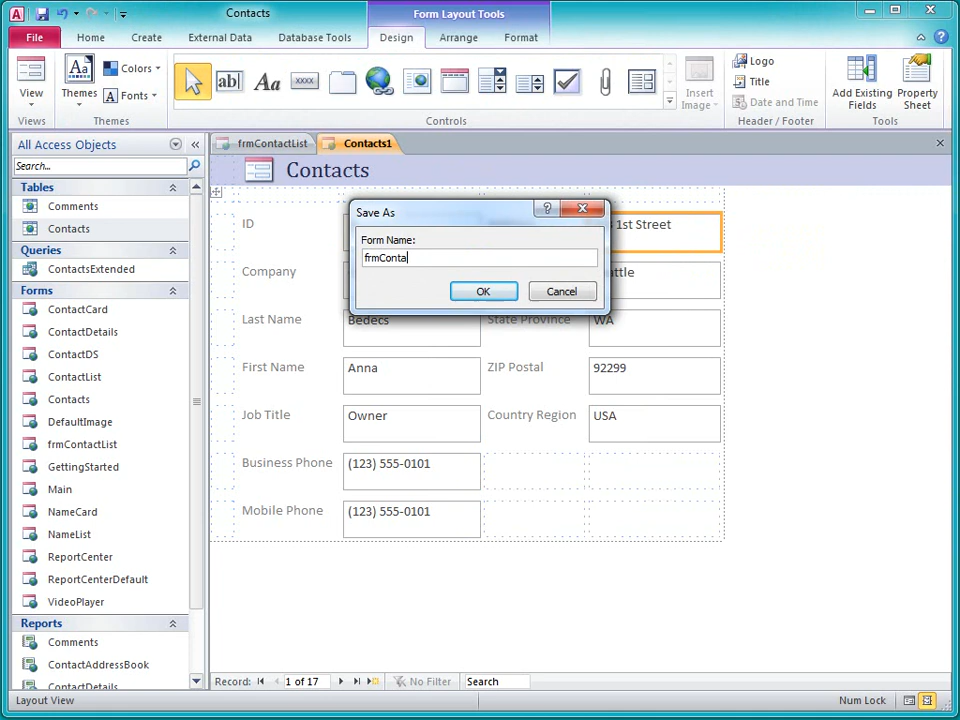 Contacts
Form Layout Tools
File
Home
Create
External Data
Database Tools
Design
Arrange
Format
View
Views
Aa
Themes
Colors
Fonts
Themes
ab
Aa
xxxx
Controls
Insert
Image
Logo
Title
Date and Time
Header / Footer
Add Existing
Fields
Property
Sheet
Tools
All Access Objects
Search...
Tables
Comments
Contacts
Queries
ContactsExtended
Forms
ContactCard
ContactDetails
ContactDS
ContactList
Contacts
DefaultImage
frmContactList
GettingStarted
Main
NameCard
NameList
ReportCenter
ReportCenterDefault
VideoPlayer
Reports
Comments
ContactAddressBook
ContactDetails
frmContactList
Contacts1
Contacts
Save As
Form Name:
frmConta
OK
Cancel
ID
1st Street
Company
Last Name
Bedecs
State Province
WA
First Name
Anna
ZIP Postal
92299
Job Title
Owner
Country Region
USA
Business Phone
(123) 555-0101
Mobile Phone
(123) 555-0101
Record:
1 of 17
No Filter
Search
Layout View
Num Lock